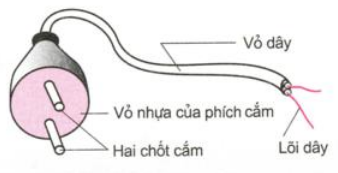 Vỏ dây
Vỏ nhựa của phích cắm
Hai chốt cắm
Lõi dây